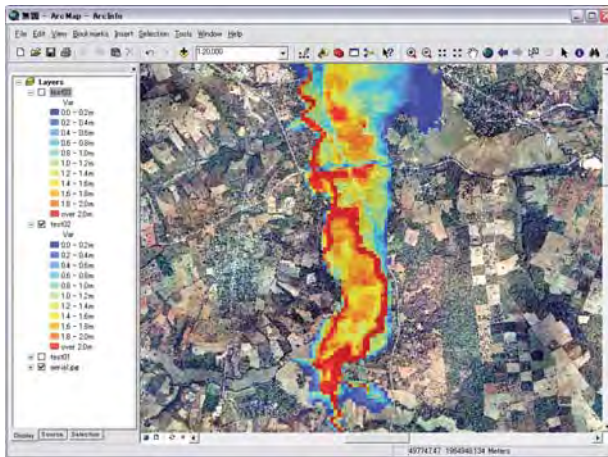 無題 - ArcMap - ArcInfo
File Edit View Bookmarks Insert Selection Tools Window Help
1:20,000
Layers
test03
Var
0.0 - 0.2m
0.2 - 0.4m
0.4 - 0.6m
0.6 - 0.8m
0.8 - 1.0m
1.0 - 1.2m
1.2 - 1.4m
1.4 - 1.6m
1.6 - 1.8m
1.8 - 2.0m
over 2.0m
test02
Var
0.0 - 0.2m
0.2 - 0.4m
0.4 - 0.6m
0.6 - 0.8m
0.8 - 1.0m
1.0 - 1.2m
1.2 - 1.4m
1.4 - 1.6m
1.6 - 1.8m
1.8 - 2.0m
over 2.0m
test01
aerial.jpg
Display Source Selection
Meters